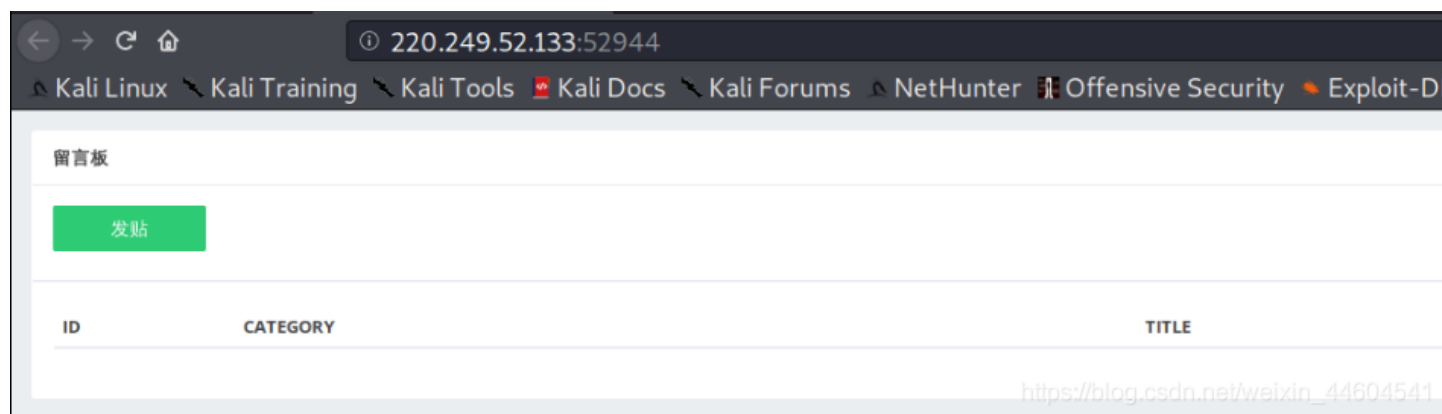 220.249.52.133:52944
Kali Linux Kali Training Kali Tools Kali Docs Kali Forums NetHunter Offensive Security Exploit-D
留言板
发贴
ID CATEGORY TITLE
https://blog.csdn.net/weixin_44604541